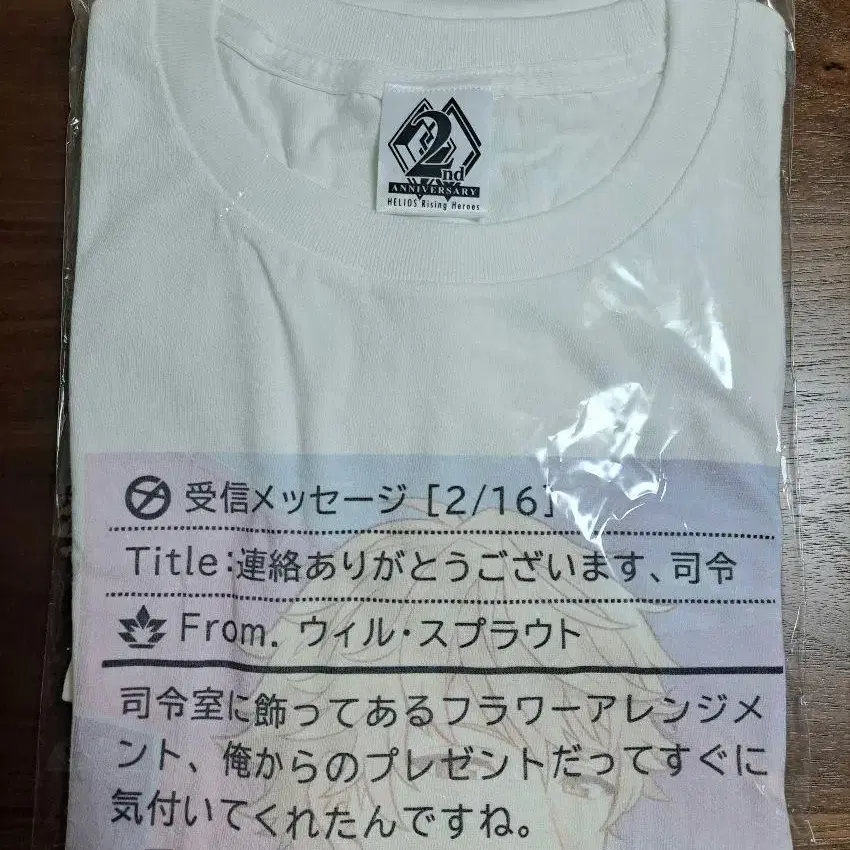 2nd
ANNIVERSARY
HELIOS Rising Heroes
受信メッセージ [2/16]
Title:連絡ありがとうございます、司令
From. ウィル・スプラウト
司令室に飾ってあるフラワーアレンジメ
ント、俺からのプレゼントだってすぐに
気付いてくれたんですね。